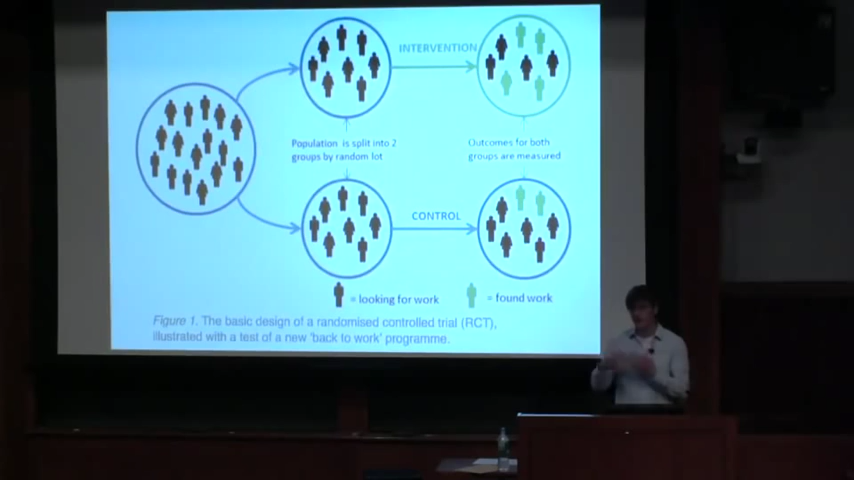 INTERVENTION
Population is split into 2
groups by random lot
Outcomes for both
groups are measured
CONTROL
= looking for work
= found work
Figure 1. The basic design of a randomised controlled trial (RCT),
illustrated with a test of a new 'back to work' programme.